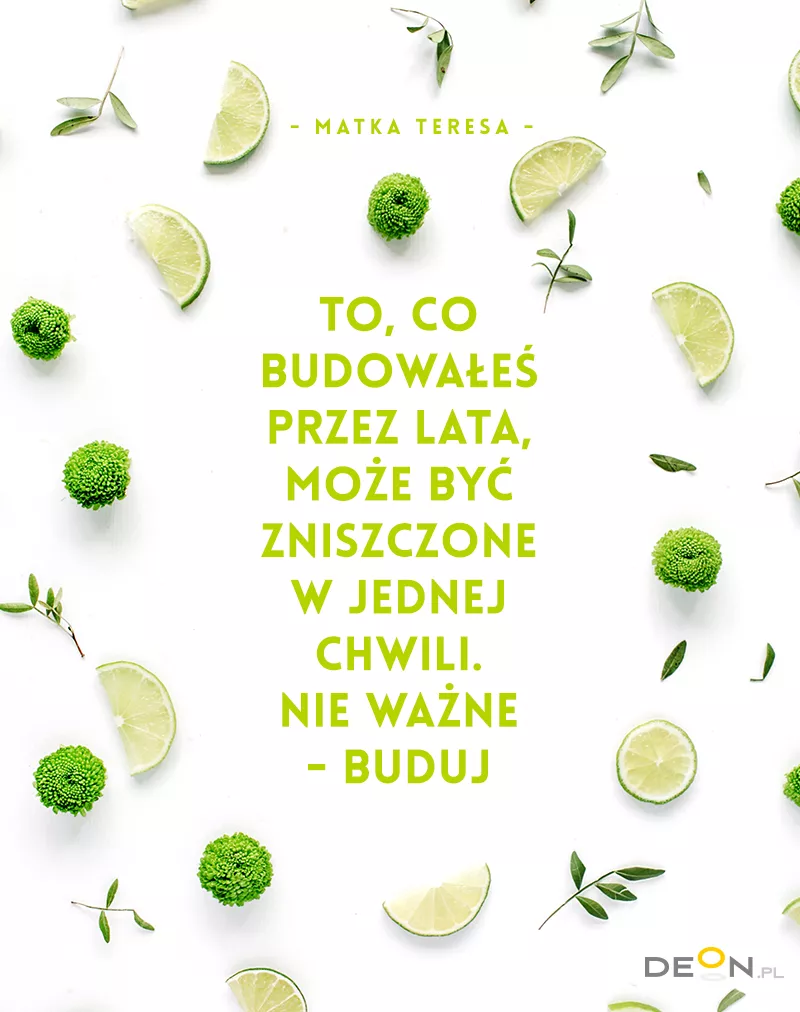 - MATKA TERESA -
TO, CO
BUDOWAŁEŚ
PRZEZ LATA,
MOŻE BYĆ
ZNISZCZONE
W JEDNEJ
CHWILI.
NIE WAŻNE
- BUDUJ
DEON.PL